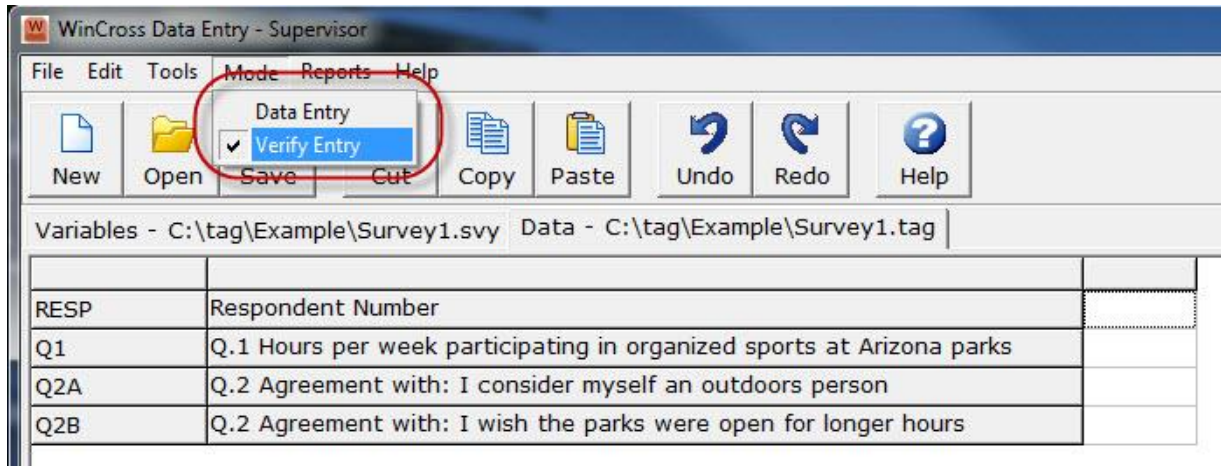 W WinCross Data Entry - Supervisor
File Edit Tools Mode Reports Help
Data Entry
Verify Entry
New Open Save Cut Copy Paste Undo Redo Help
Variables - C:\tag\Example\Survey1.svy Data - C:\tag\Example\Survey1.tag
RESP Respondent Number
Q1 Q.1 Hours per week participating in organized sports at Arizona parks
Q2A Q.2 Agreement with: I consider myself an outdoors person
Q2B Q.2 Agreement with: I wish the parks were open for longer hours